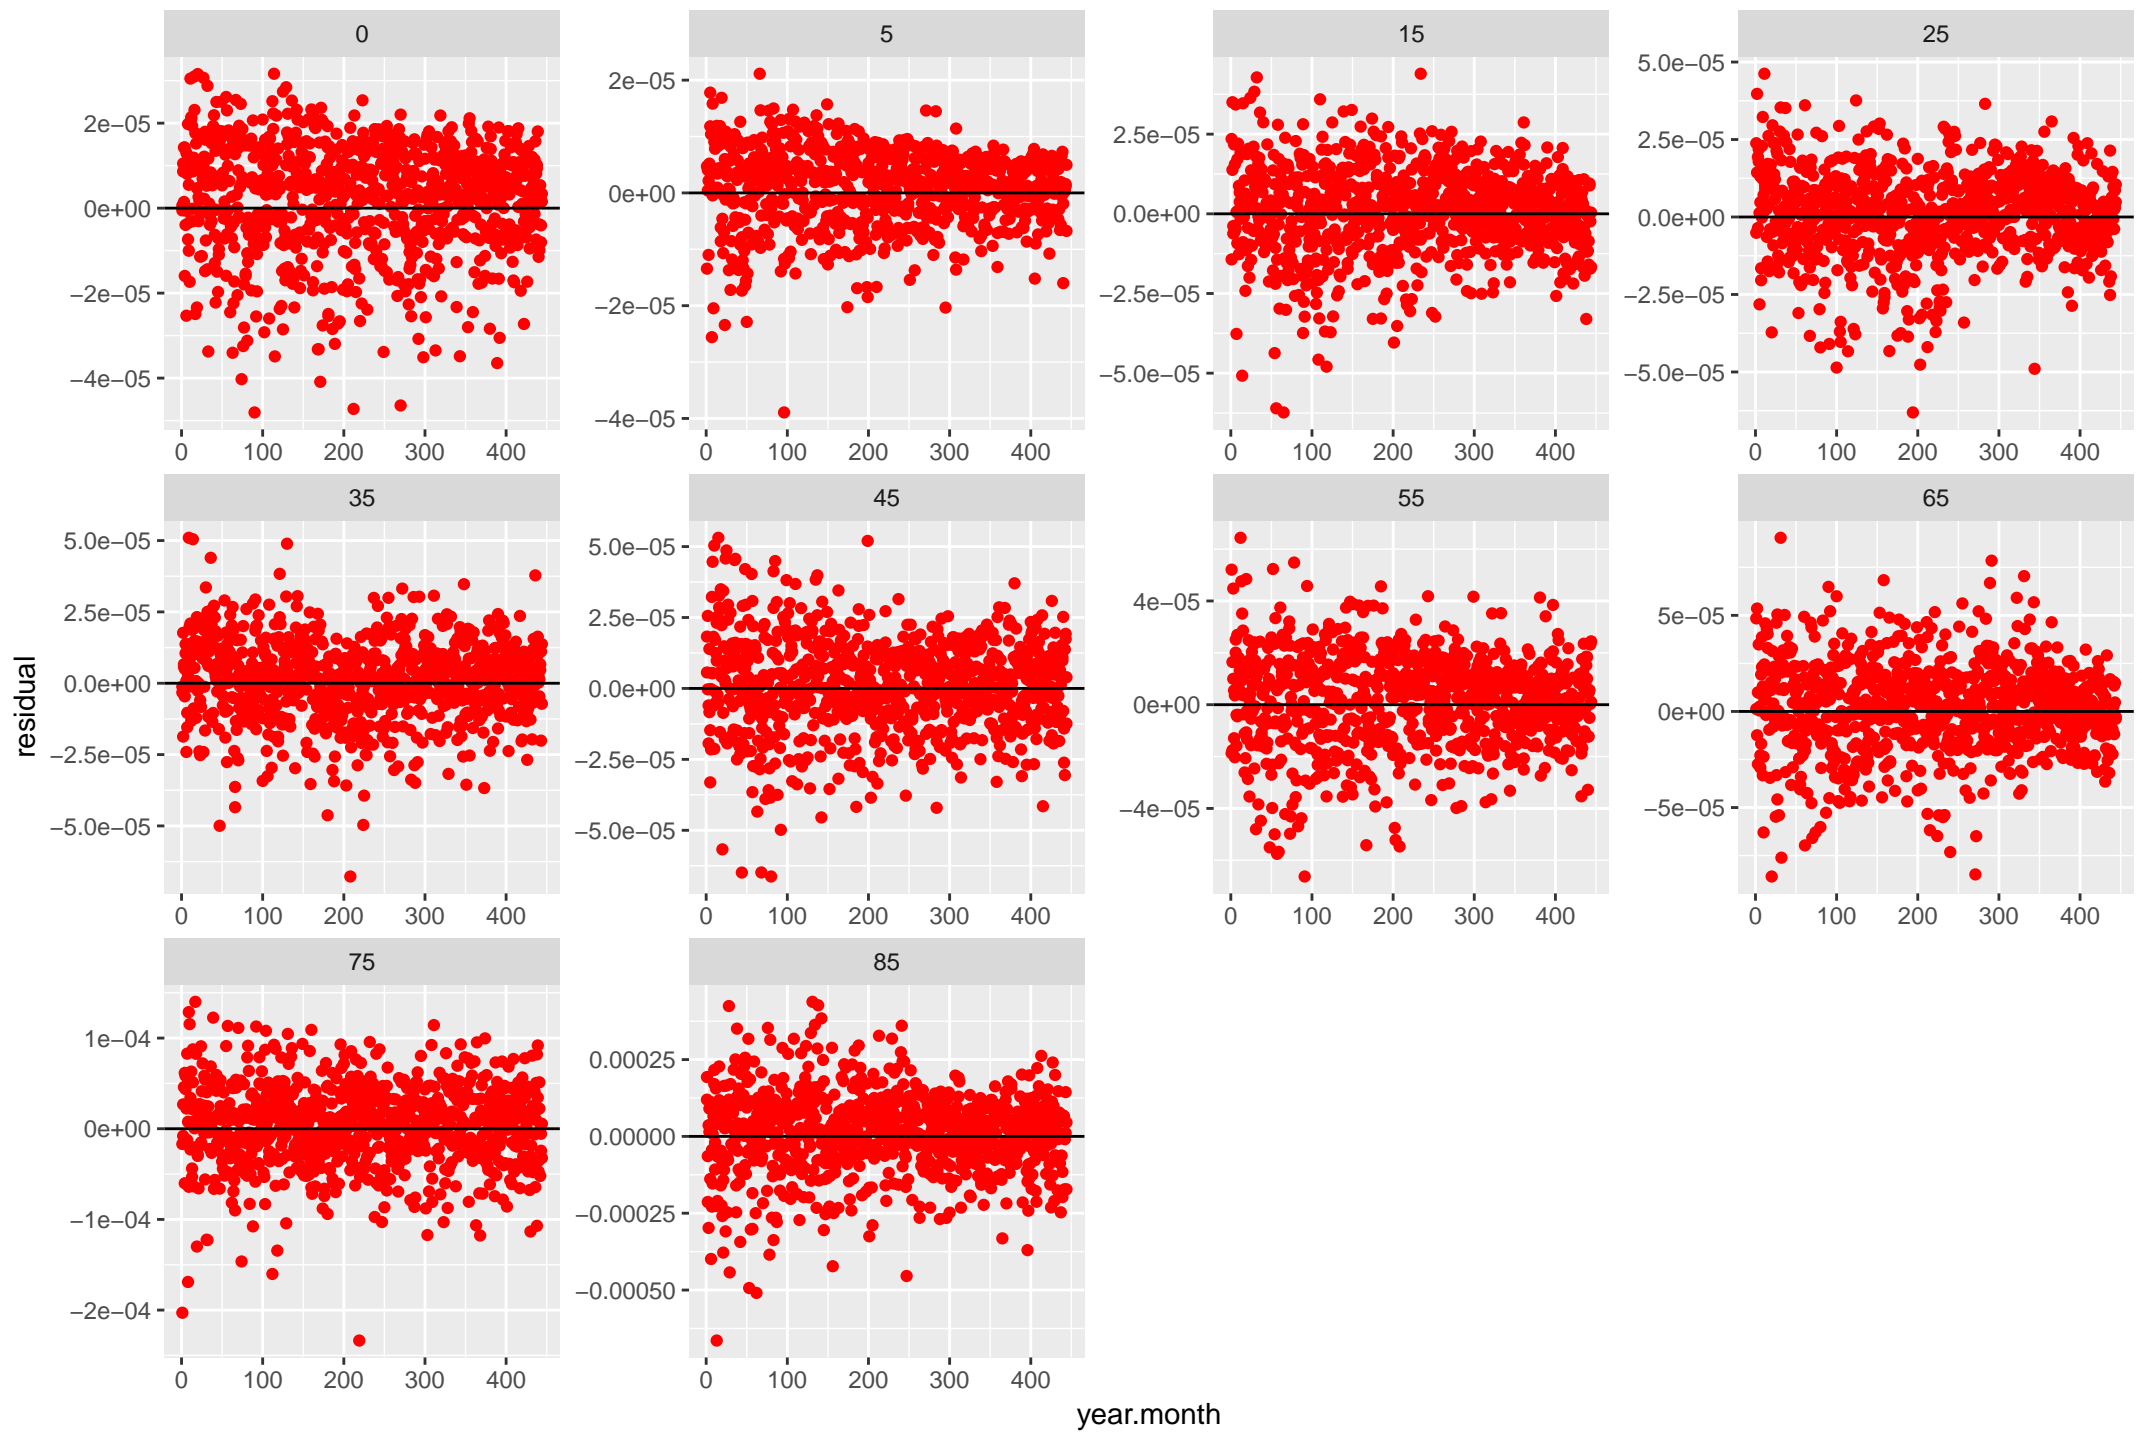 0 5 15 25
2e−05
0e+00
−2e−05
−4e−05
2e−05
0e+00
−2e−05
−4e−05
2.5e−05
0.0e+00
−2.5e−05
−5.0e−05
5.0e−05
2.5e−05
0.0e+00
−2.5e−05
−5.0e−05
0 100 200 300 400 0 100 200 300 400 0 100 200 300 400 0 100 200 300 400
35 45 55 65
5.0e−05
2.5e−05
0.0e+00
−2.5e−05
−5.0e−05
5.0e−05
2.5e−05
0.0e+00
−2.5e−05
−5.0e−05
4e−05
0e+00
−4e−05
5e−05
0e+00
−5e−05
0 100 200 300 400 0 100 200 300 400 0 100 200 300 400 0 100 200 300 400
residual
75 85
1e−04
0e+00
−1e−04
−2e−04
0.00025
0.00000
−0.00025
−0.00050
0 100 200 300 400 0 100 200 300 400
year.month